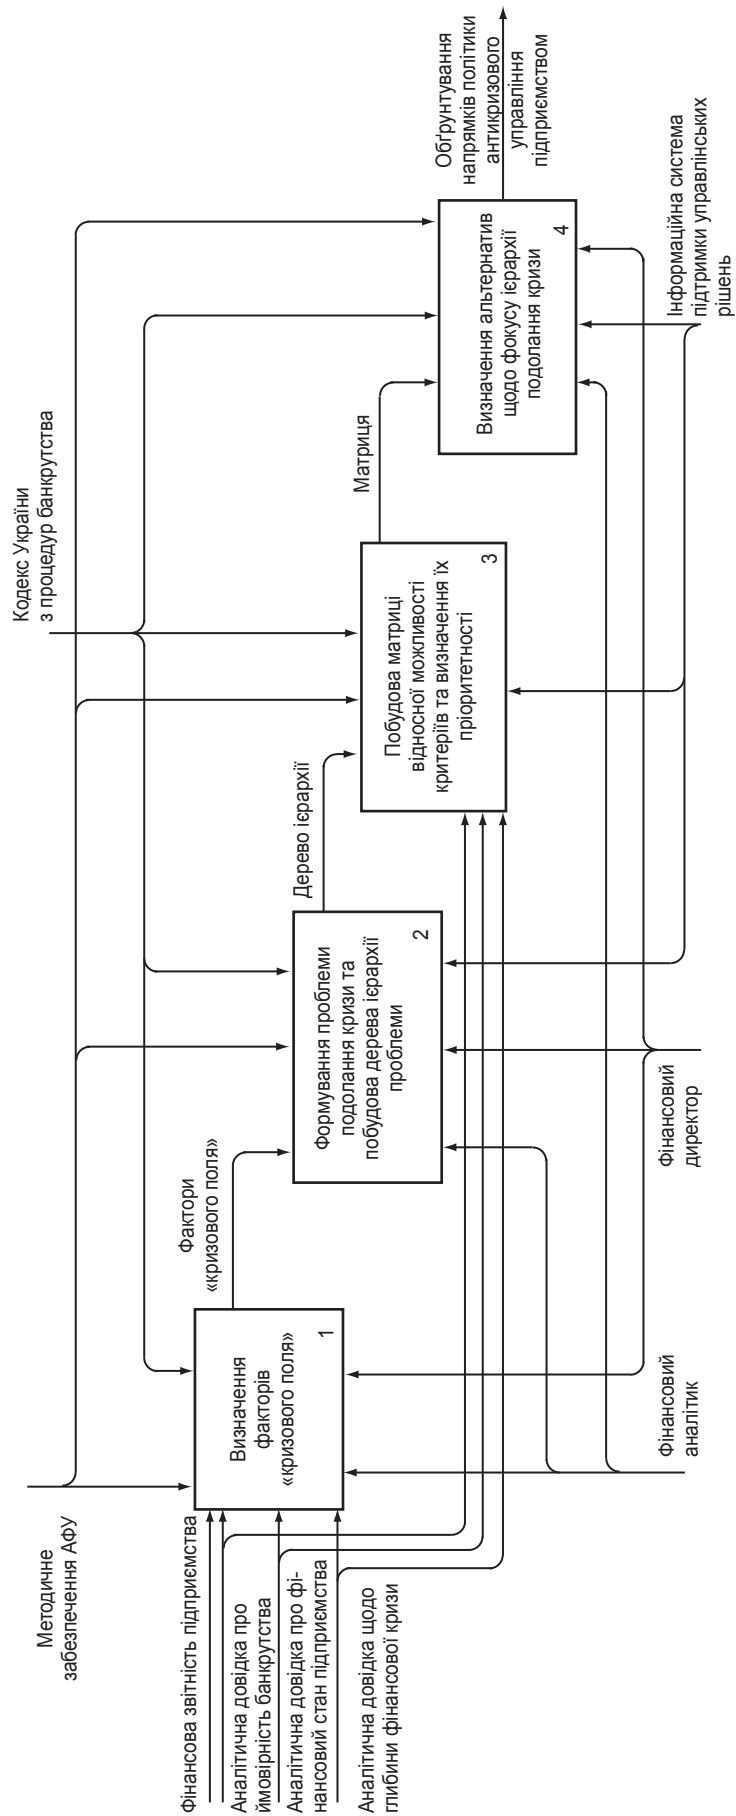 Методичне
забезпечення АФУ
Кодекс України
з процедур банкрутства
Фінансова звітність підприємства
Аналітична довідка про
ймовірність банкрутства
Аналітична довідка про фі-
нансовий стан підприємства
Аналітична довідка щодо
глибини фінансової кризи
Визначення
факторів
«кризового поля»
1
Фактори
«кризового поля»
Формування проблеми
подолання кризи та
побудова дерева ієрархії
проблеми
2
Дерево ієрархії
Побудова матриці
відносної можливості
критеріїв та визначення їх
пріоритетності
3
Матриця
Визначення альтернатив
щодо фокусу ієрархії
подолання кризи
4
Обґрунтування
напрямків політики
антикризового
управління
підприємством
Фінансовий
аналітик
Фінансовий
директор
Інформаційна система
підтримки управлінських
рішень